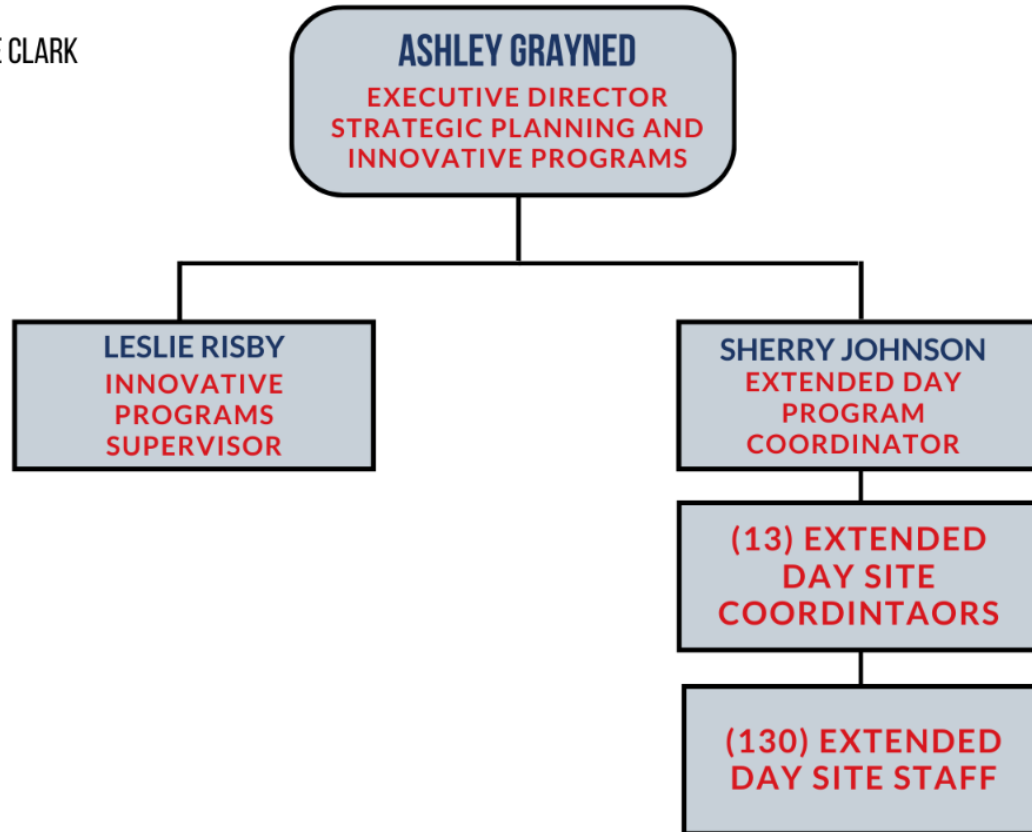 CLARK
ASHLEY GRAYNED
EXECUTIVE DIRECTOR
STRATEGIC PLANNING AND
INNOVATIVE PROGRAMS
LESLIE RISBY
INNOVATIVE
PROGRAMS
SUPERVISOR
SHERRY JOHNSON
EXTENDED DAY
PROGRAM
COORDINATOR
(13) EXTENDED
DAY SITE
COORDINTAORS
(130) EXTENDED
DAY SITE STAFF